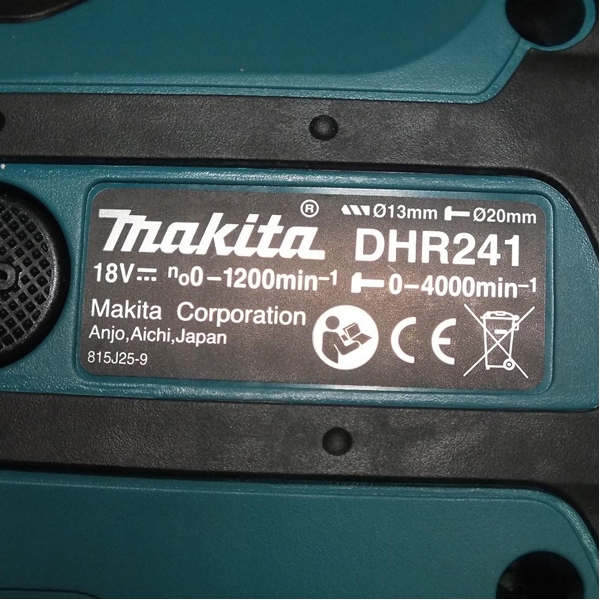 makita® Ø13mm Ø20mm
DHR241
18V⎓ n₀0–1200min⁻¹ 0–4000min⁻¹
Makita Corporation
Anjo,Aichi,Japan
815J25-9
CE